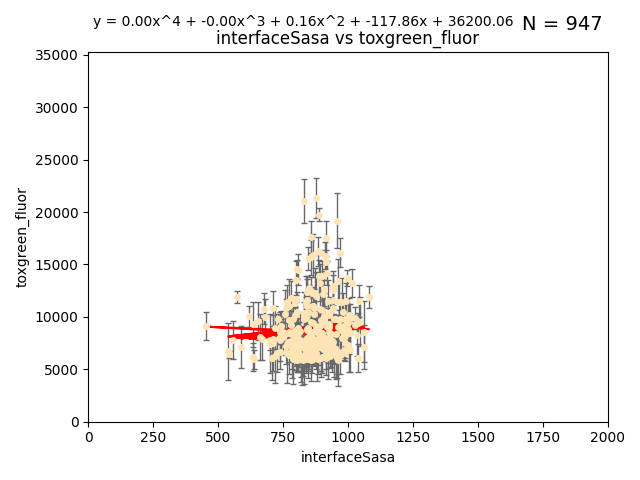 y = 0.00x^4 + -0.00x^3 + 0.16x^2 + -117.86x + 36200.06 N = 947
interfaceSasa vs toxgreen_fluor
35000
30000
25000
20000
15000
10000
5000
0
toxgreen_fluor
0 250 500 750 1000 1250 1500 1750 2000
interfaceSasa